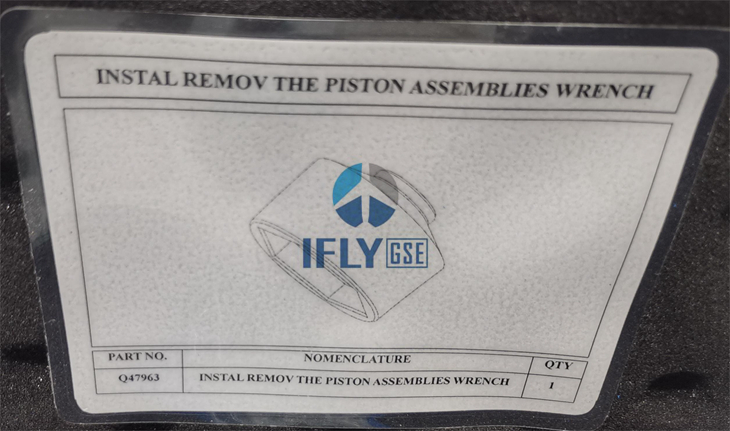 INSTAL REMOV THE PISTON ASSEMBLIES WRENCH
IFLY GSE
PART NO. NOMENCLATURE QTY
Q47963 INSTAL REMOV THE PISTON ASSEMBLIES WRENCH 1